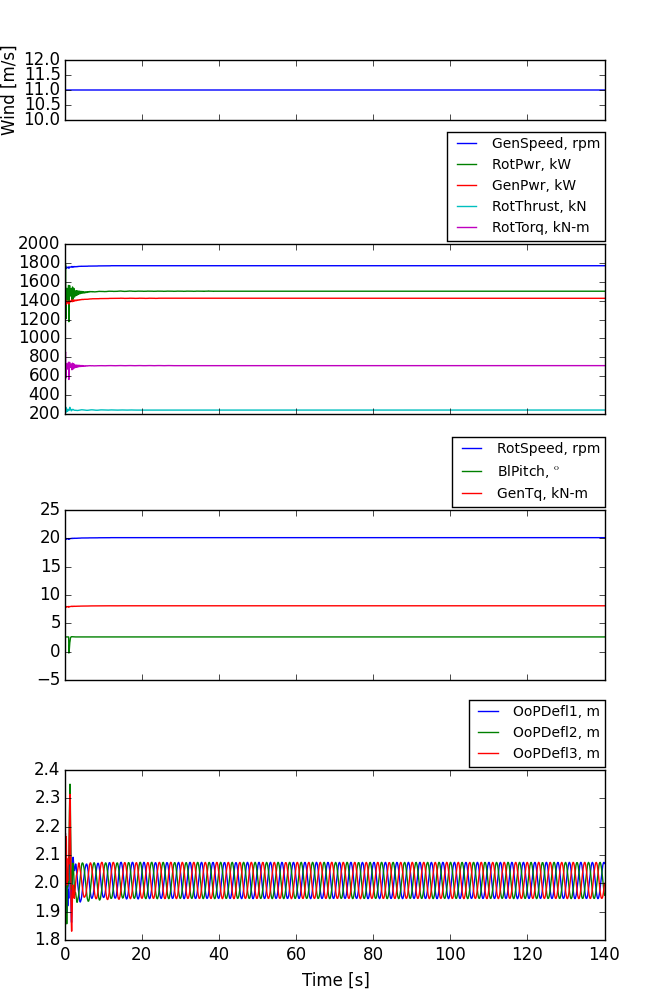 Wind [m/s]
12.0
11.5
11.0
10.5
10.0
GenSpeed, rpm
RotPwr, kW
GenPwr, kW
RotThrust, kN
RotTorq, kN-m
2000
1800
1600
1400
1200
1000
800
600
400
200
RotSpeed, rpm
BlPitch, °
GenTq, kN-m
25
20
15
10
5
0
−5
OoPDefl1, m
OoPDefl2, m
OoPDefl3, m
2.4
2.3
2.2
2.1
2.0
1.9
1.8
0 20 40 60 80 100 120 140
Time [s]